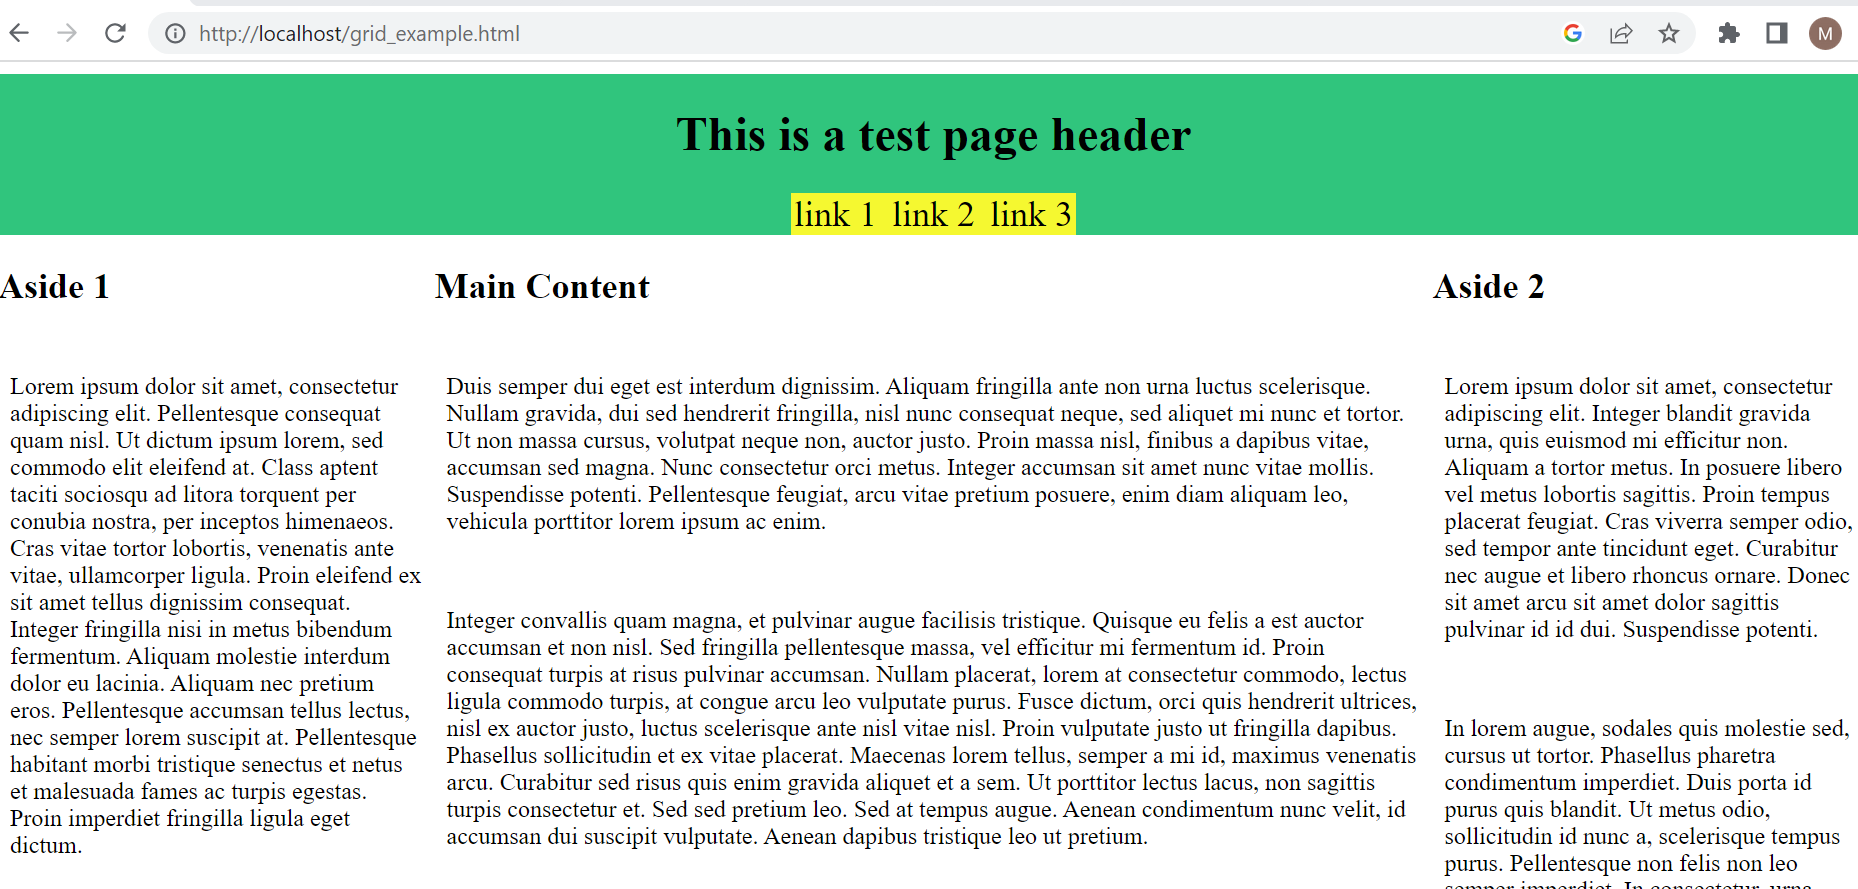 http://localhost/grid_example.html
M
This is a test page header
link 1 link 2 link 3
Aside 1
Lorem ipsum dolor sit amet, consectetur
adipiscing elit. Pellentesque consequat
quam nisl. Ut dictum ipsum lorem, sed
commodo elit eleifend at. Class aptent
taciti sociosqu ad litora torquent per
conubia nostra, per inceptos himenaeos.
Cras vitae tortor lobortis, venenatis ante
vitae, ullamcorper ligula. Proin eleifend ex
sit amet tellus dignissim consequat.
Integer fringilla nisi in metus bibendum
fermentum. Aliquam molestie interdum
dolor eu lacinia. Aliquam nec pretium
eros. Pellentesque accumsan tellus lectus,
nec semper lorem suscipit at. Pellentesque
habitant morbi tristique senectus et netus
et malesuada fames ac turpis egestas.
Proin imperdiet fringilla ligula eget
dictum.
Main Content
Duis semper dui eget est interdum dignissim. Aliquam fringilla ante non urna luctus scelerisque.
Nullam gravida, dui sed hendrerit fringilla, nisl nunc consequat neque, sed aliquet mi nunc et tortor.
Ut non massa cursus, volutpat neque non, auctor justo. Proin massa nisl, finibus a dapibus vitae,
accumsan sed magna. Nunc consectetur orci metus. Integer accumsan sit amet nunc vitae mollis.
Suspendisse potenti. Pellentesque feugiat, arcu vitae pretium posuere, enim diam aliquam leo,
vehicula porttitor lorem ipsum ac enim.
Integer convallis quam magna, et pulvinar augue facilisis tristique. Quisque eu felis a est auctor
accumsan et non nisl. Sed fringilla pellentesque massa, vel efficitur mi fermentum id. Proin
consequat turpis at risus pulvinar accumsan. Nullam placerat, lorem at consectetur commodo, lectus
ligula commodo turpis, at congue arcu leo vulputate purus. Fusce dictum, orci quis hendrerit ultrices,
nisl ex auctor justo, luctus scelerisque ante nisl vitae nisl. Proin vulputate justo ut fringilla dapibus.
Phasellus sollicitudin et ex vitae placerat. Maecenas lorem tellus, semper a mi id, maximus venenatis
arcu. Curabitur sed risus quis enim gravida aliquet et a sem. Ut porttitor lectus lacus, non sagittis
turpis consectetur et. Sed sed pretium leo. Sed at tempus augue. Aenean condimentum nunc velit, id
accumsan dui suscipit vulputate. Aenean dapibus tristique leo ut pretium.
Aside 2
Lorem ipsum dolor sit amet, consectetur
adipiscing elit. Integer blandit gravida
urna, quis euismod mi efficitur non.
Aliquam a tortor metus. In posuere libero
vel metus lobortis sagittis. Proin tempus
placerat feugiat. Cras viverra semper odio,
sed tempor ante tincidunt eget. Curabitur
nec augue et libero rhoncus ornare. Donec
sit amet arcu sit amet dolor sagittis
pulvinar id id dui. Suspendisse potenti.
In lorem augue, sodales quis molestie sed,
cursus ut tortor. Phasellus pharetra
condimentum imperdiet. Duis porta id
purus quis blandit. Ut metus odio,
sollicitudin id nunc a, scelerisque tempus
purus. Pellentesque non felis non leo